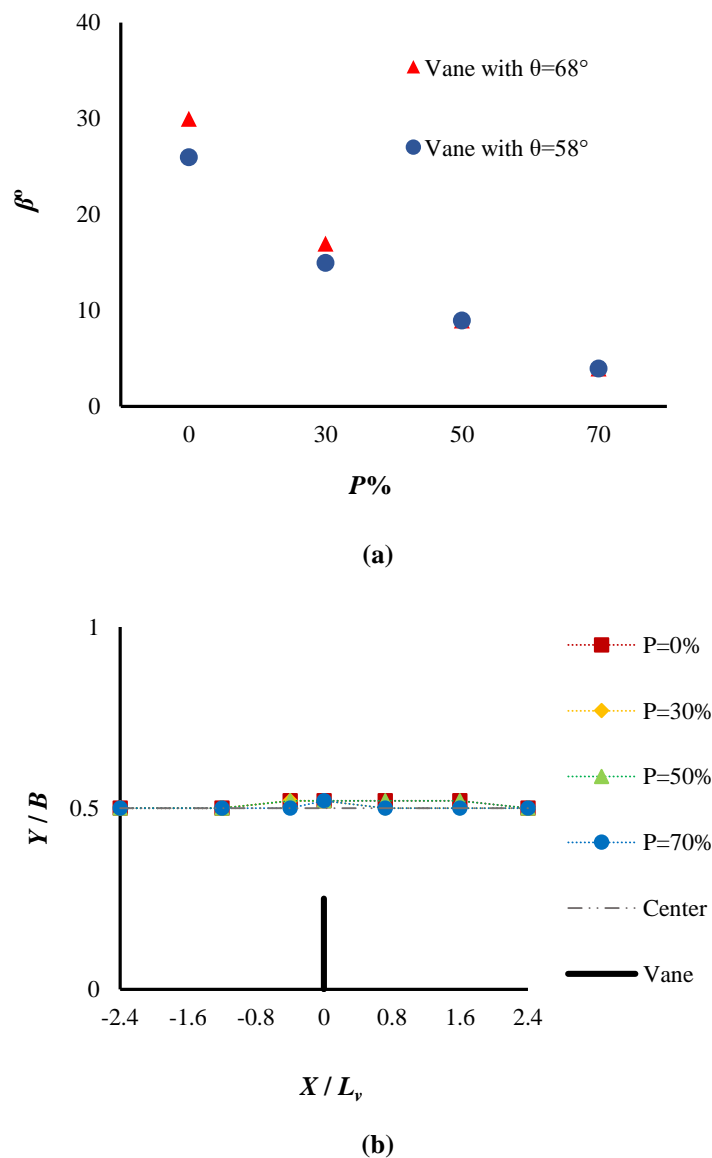 40
30
20
10
0
β°
Vane with θ=68°
Vane with θ=58°
0 30 50 70
P%
(a)
1
0.5
0
Y / B
P=0%
P=30%
P=50%
P=70%
Center
Vane
-2.4 -1.6 -0.8 0 0.8 1.6 2.4
X / Lᵥ
(b)